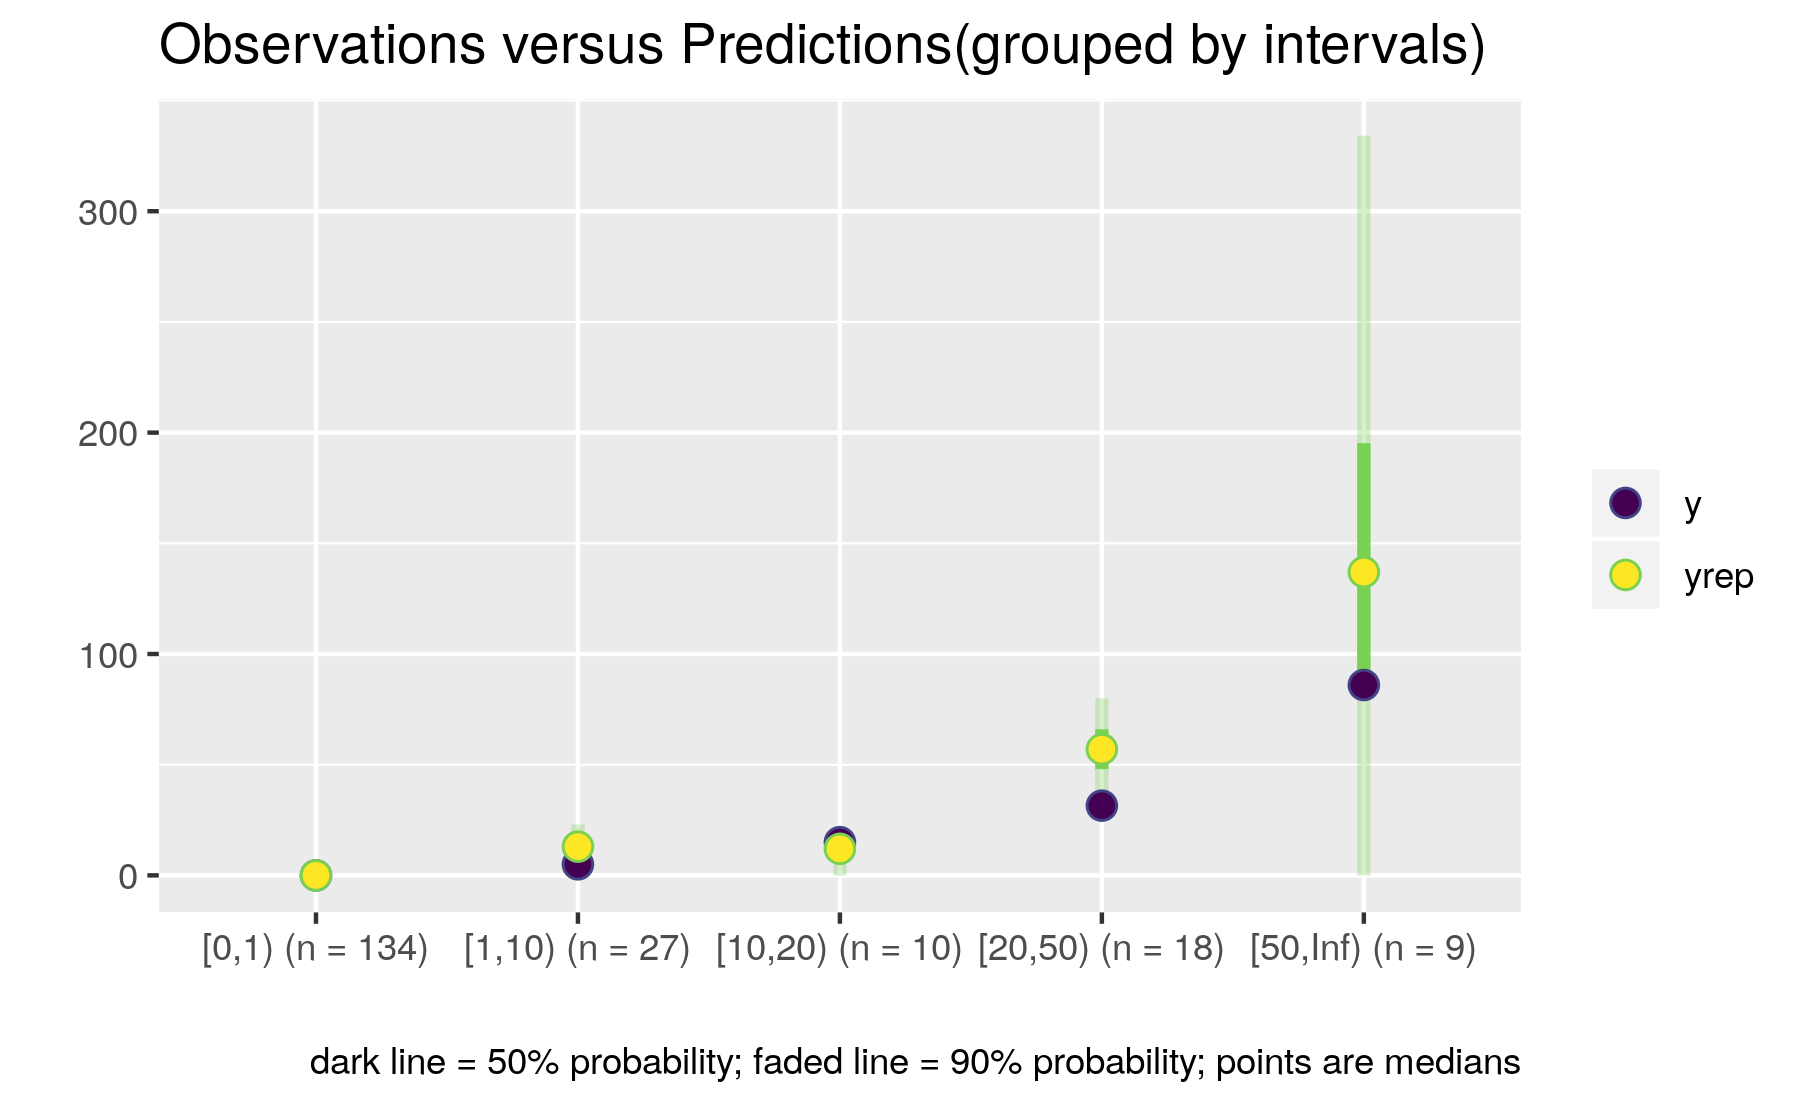 Observations versus Predictions(grouped by intervals)
300
200
100
0
[0,1) (n = 134)
[1,10) (n = 27)
[10,20) (n = 10)
[20,50) (n = 18)
[50,Inf) (n = 9)
y
yrep
dark line = 50% probability; faded line = 90% probability; points are medians